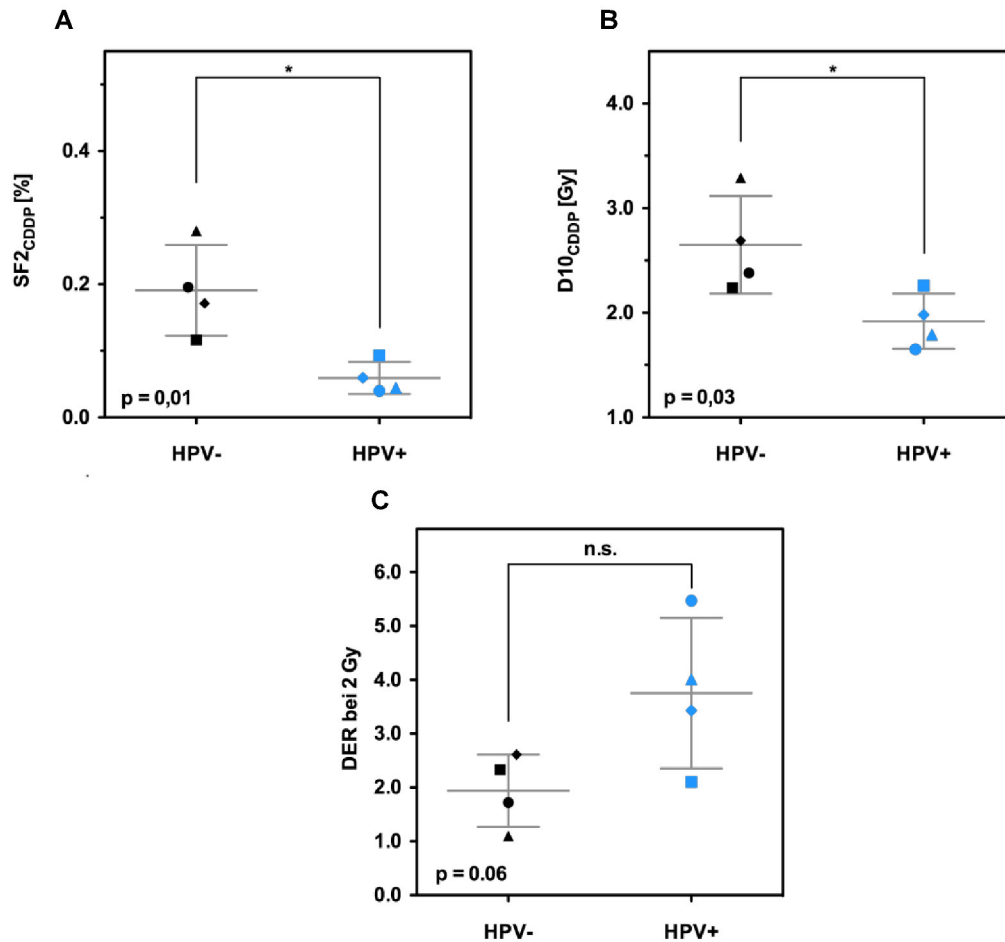 A
*
SF2CDDP [%]
0.4
0.2
0.0
p = 0,01
HPV-
HPV+
B
*
D10CDDP [Gy]
4.0
3.0
2.0
1.0
p = 0,03
HPV-
HPV+
C
n.s.
DER bei 2 Gy
6.0
5.0
4.0
3.0
2.0
1.0
0.0
p = 0.06
HPV-
HPV+